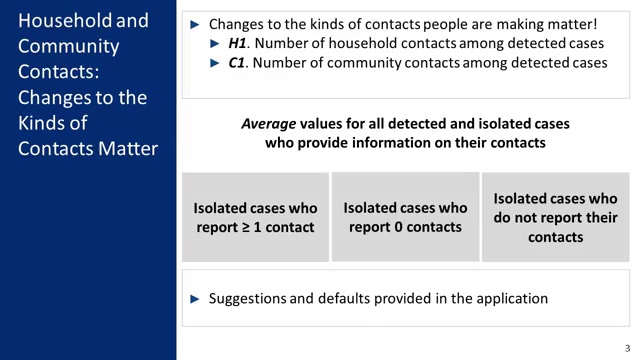 Household and
Community
Contacts:
Changes to the
Kinds of
Contacts Matter
► Changes to the kinds of contacts people are making matter!
► H1. Number of household contacts among detected cases
► C1. Number of community contacts among detected cases
Average values for all detected and isolated cases
who provide information on their contacts
Isolated cases who
report ≥ 1 contact
Isolated cases who
report 0 contacts
Isolated cases who
do not report their
contacts
► Suggestions and defaults provided in the application
3